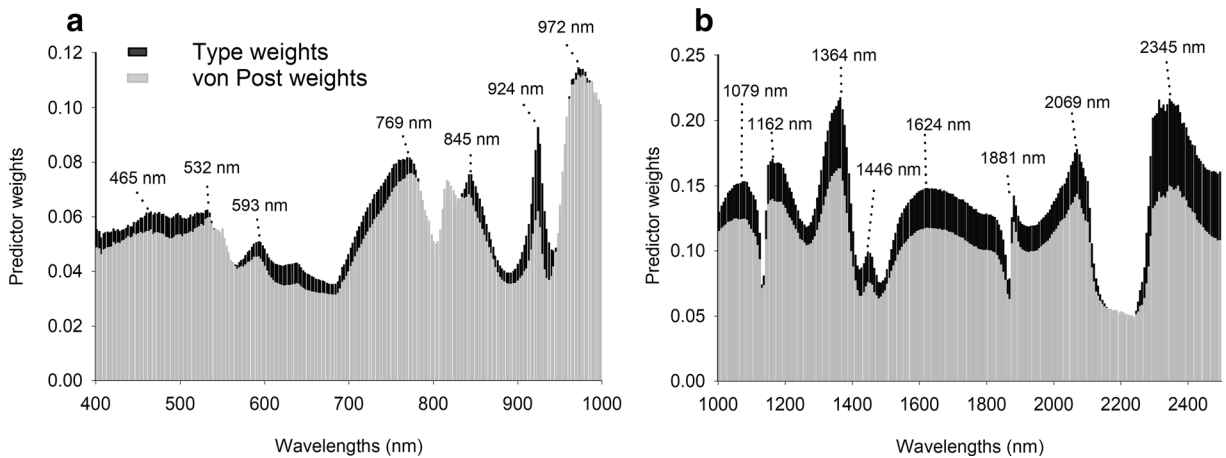 a
Type weights
von Post weights
465 nm
532 nm
593 nm
769 nm
845 nm
924 nm
972 nm
0.12
0.10
0.08
0.06
0.04
0.02
0.00
Predictor weights
400 500 600 700 800 900 1000
Wavelengths (nm)
b
1079 nm
1162 nm
1364 nm
1446 nm
1624 nm
1881 nm
2069 nm
2345 nm
0.25
0.20
0.15
0.10
0.05
0.00
Predictor weights
1000 1200 1400 1600 1800 2000 2200 2400
Wavelengths (nm)